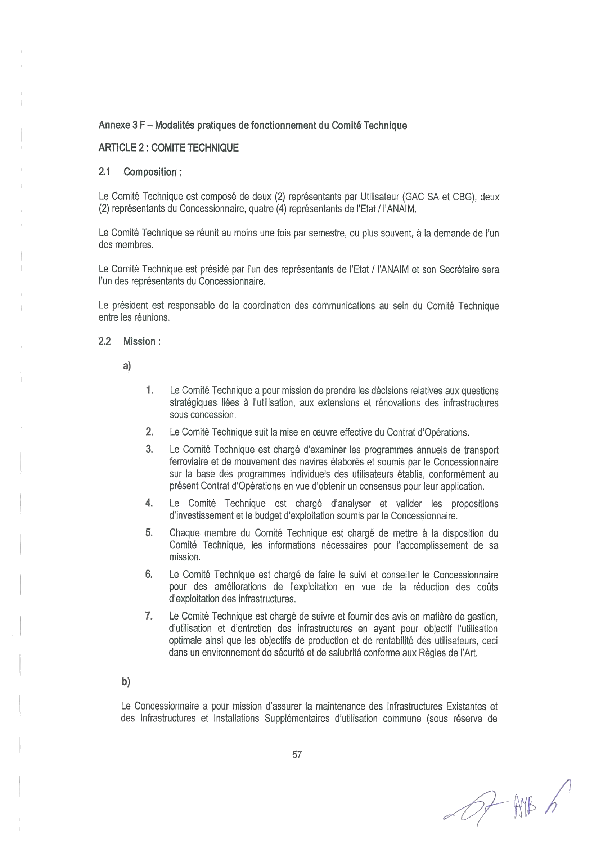 Annexe 3 F – Modalités pratiques de fonctionnement du Comité Technique
ARTICLE 2 : COMITE TECHNIQUE
2.1 Composition :
Le Comité Technique est composé de deux (2) représentants par Utilisateur (GAC SA et CBG), deux
(2) représentants du Concessionnaire, quatre (4) représentants de l'Etat / l'ANAIM.
Le Comité Technique se réunit au moins une fois par semestre, ou plus souvent, à la demande de l'un
des membres.
Le Comité Technique est présidé par l'un des représentants de l'Etat / l'ANAIM et son Secrétaire sera
l'un des représentants du Concessionnaire.
Le président est responsable de la coordination des communications au sein du Comité Technique
entre les réunions.
2.2 Mission :
a)
1. Le Comité Technique a pour mission de prendre les décisions relatives aux questions
stratégiques liées à l'utilisation, aux extensions et rénovations des infrastructures
sous concession.
2. Le Comité Technique suit la mise en œuvre effective du Contrat d'Opérations.
3. Le Comité Technique est chargé d'examiner les programmes annuels de transport
ferroviaire et de mouvement des navires élaborés et soumis par le Concessionnaire
sur la base des programmes individuels des utilisateurs établis, conformément au
présent Contrat d'Opérations en vue d'obtenir un consensus pour leur application.
4. Le Comité Technique est chargé d'analyser et valider les propositions
d'investissement et le budget d'exploitation soumis par le Concessionnaire.
5. Chaque membre du Comité Technique est chargé de mettre à la disposition du
Comité Technique, les informations nécessaires pour l'accomplissement de sa
mission.
6. Le Comité Technique est chargé de faire le suivi et conseiller le Concessionnaire
pour des améliorations de l'exploitation en vue de la réduction des coûts
d'exploitation des infrastructures.
7. Le Comité Technique est chargé de suivre et fournir des avis en matière de gestion,
d'utilisation et d'entretien des infrastructures en ayant pour objectif l'utilisation
optimale ainsi que les objectifs de production et de rentabilité des utilisateurs, ceci
dans un environnement de sécurité et de salubrité conforme aux Règles de l'Art.
b)
Le Concessionnaire a pour mission d'assurer la maintenance des Infrastructures Existantes et
des Infrastructures et Installations Supplémentaires d'utilisation commune (sous réserve de
57